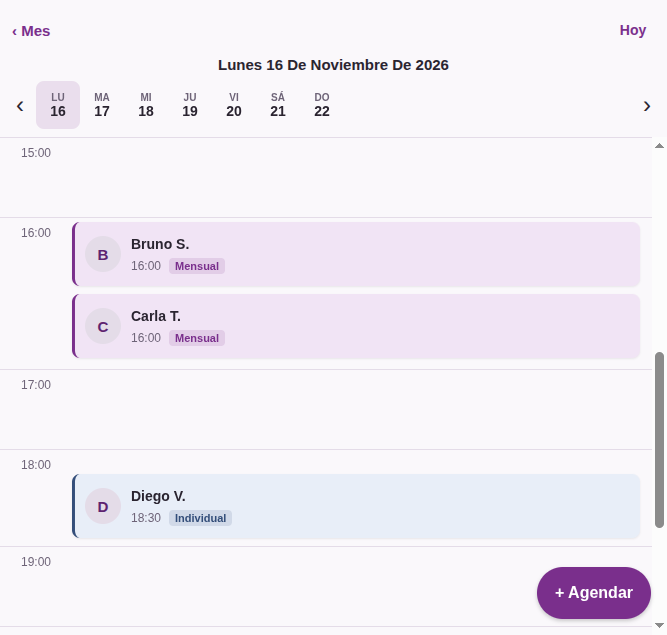 ‹ Mes
Hoy
Lunes 16 De Noviembre De 2026
‹ LU MA MI JU VI SÁ DO ›
16 17 18 19 20 21 22
15:00
16:00
B Bruno S.
16:00 Mensual
C Carla T.
16:00 Mensual
17:00
18:00
D Diego V.
18:30 Individual
19:00
+ Agendar